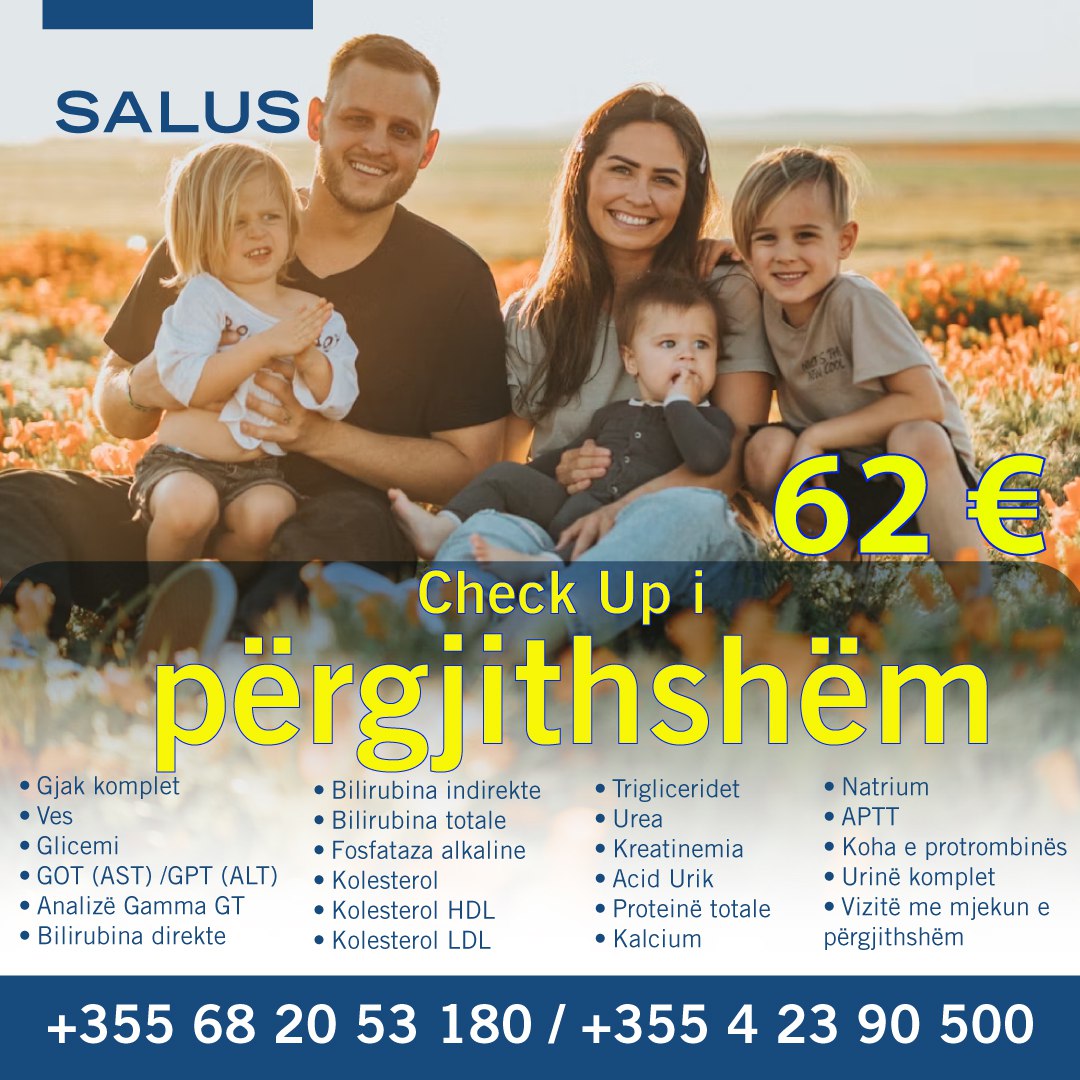 SALUS
62 €
Check Up i
përgjithshëm
• Gjak komplet
• Ves
• Glicemi
• GOT (AST) /GPT (ALT)
• Analizë Gamma GT
• Bilirubina direkte
• Bilirubina indirekte
• Bilirubina totale
• Fosfataza alkaline
• Kolesterol
• Kolesterol HDL
• Kolesterol LDL
• Trigliceridet
• Urea
• Kreatinemia
• Acid Urik
• Proteinë totale
• Kalcium
• Natrium
• APTT
• Koha e protrombinës
• Urinë komplet
• Vizitë me mjekun e
përgjithshëm
+355 68 20 53 180 / +355 4 23 90 500